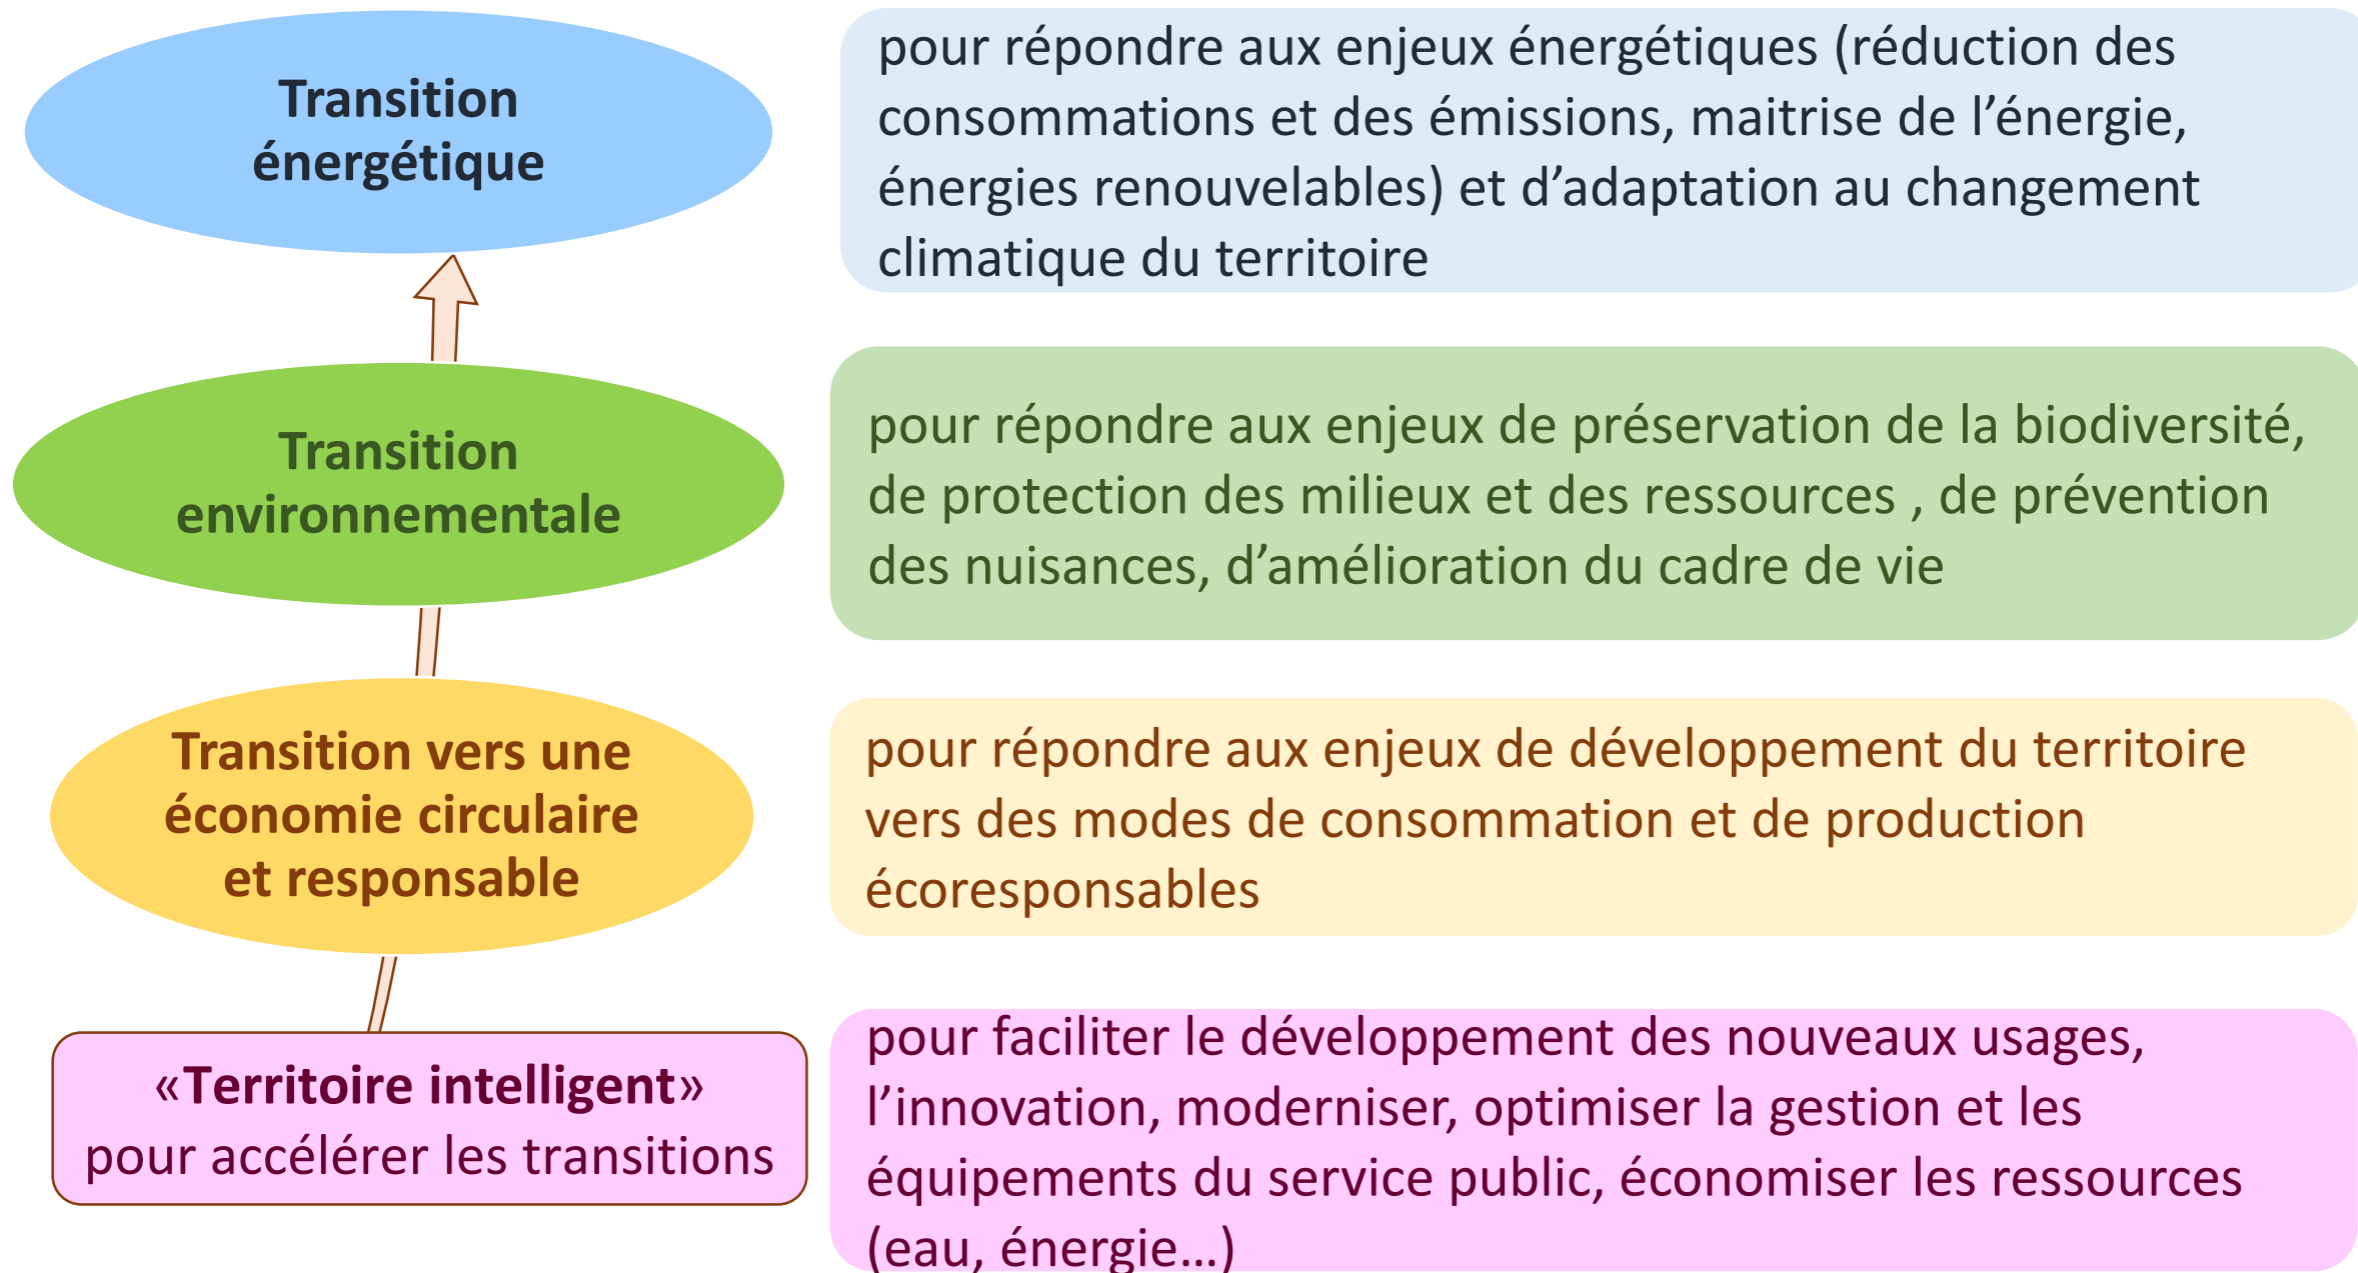 Transition
énergétique
pour répondre aux enjeux énergétiques (réduction des
consommations et des émissions, maitrise de l’énergie,
énergies renouvelables) et d’adaptation au changement
climatique du territoire
Transition
environnementale
pour répondre aux enjeux de préservation de la biodiversité,
de protection des milieux et des ressources , de prévention
des nuisances, d’amélioration du cadre de vie
Transition vers une
économie circulaire
et responsable
pour répondre aux enjeux de développement du territoire
vers des modes de consommation et de production
écoresponsables
«Territoire intelligent»
pour accélérer les transitions
pour faciliter le développement des nouveaux usages,
l’innovation, moderniser, optimiser la gestion et les
équipements du service public, économiser les ressources
(eau, énergie…)